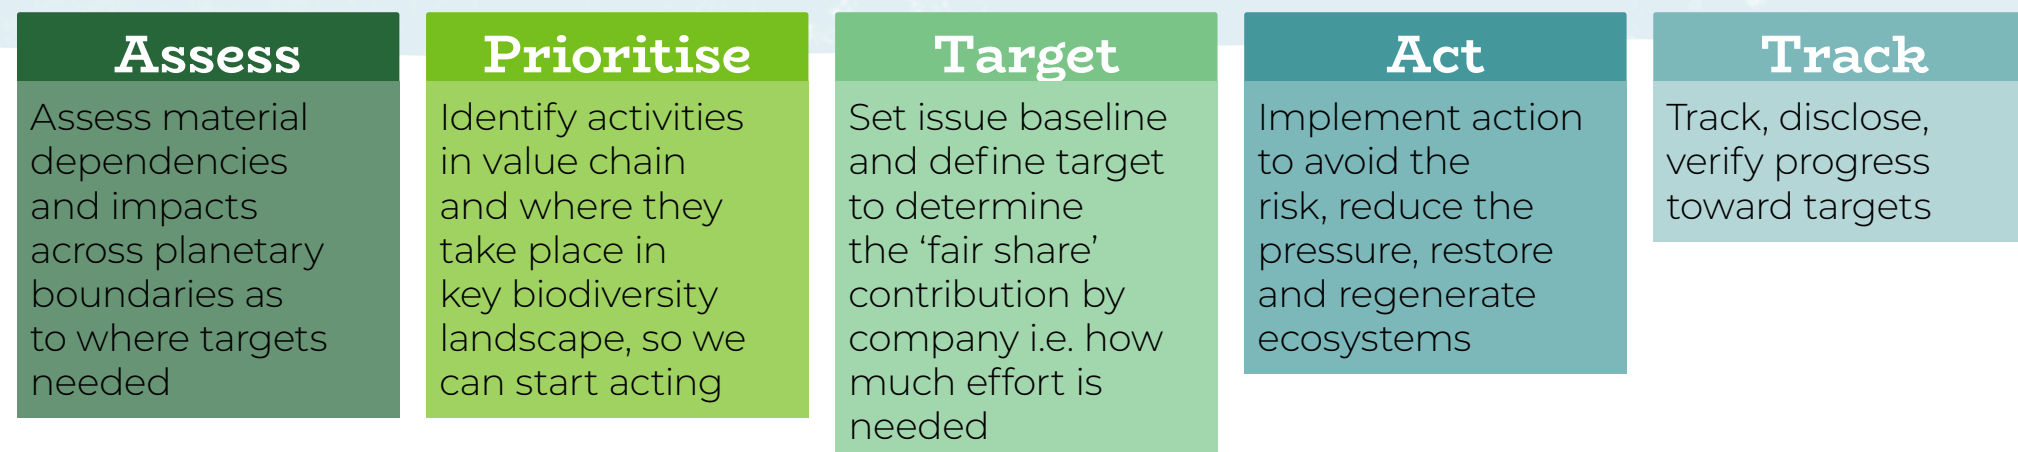 Assess
Assess material
dependencies
and impacts
across planetary
boundaries as
to where targets
needed
Prioritise
Identify activities
in value chain
and where they
take place in
key biodiversity
landscape, so we
can start acting
Target
Set issue baseline
and define target
to determine
the ‘fair share’
contribution by
company i.e. how
much effort is
needed
Act
Implement action
to avoid the
risk, reduce the
pressure, restore
and regenerate
ecosystems
Track
Track, disclose,
verify progress
toward targets